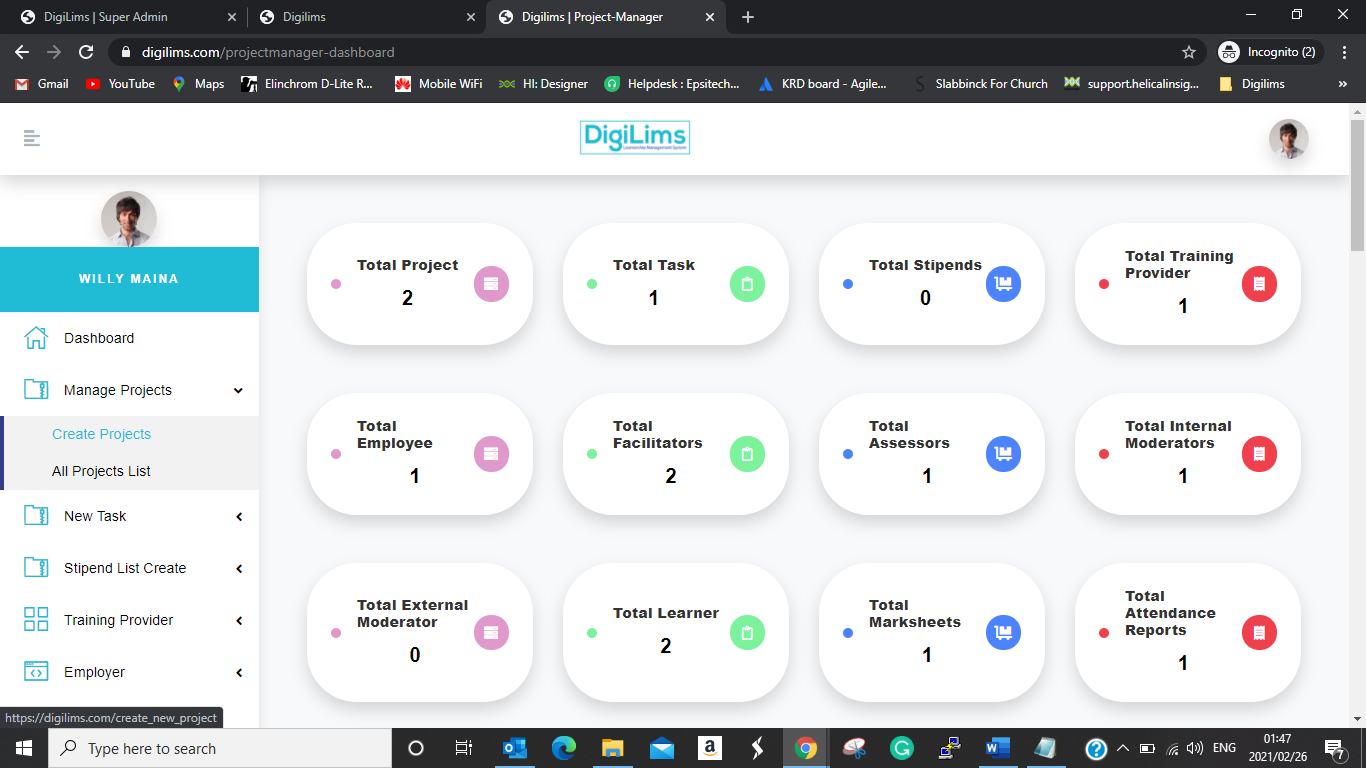 DigiLims | Super Admin
Digilims
Digilims | Project-Manager
digilims.com/projectmanager-dashboard
Incognito (2)
Gmail
YouTube
Maps
Elinchrom D-Lite R...
Mobile WiFi
HI: Designer
Helpdesk : Epsitech...
KRD board - Agile...
Slabbinck For Church
support.helicalinsig...
Digilims
»
DigiLims
WILLY MAINA
Dashboard
Manage Projects
Create Projects
All Projects List
New Task
Stipend List Create
Training Provider
Employer
Total Project
2
Total Task
1
Total Stipends
0
Total Training
Provider
1
Total
Employee
1
Total
Facilitators
2
Total
Assessors
1
Total Internal
Moderators
1
Total External
Moderator
0
Total Learner
2
Total
Marksheets
1
Total
Attendance
Reports
1
https://digilims.com/create_new_project
Type here to search
ENG
01:47
2021/02/26
7